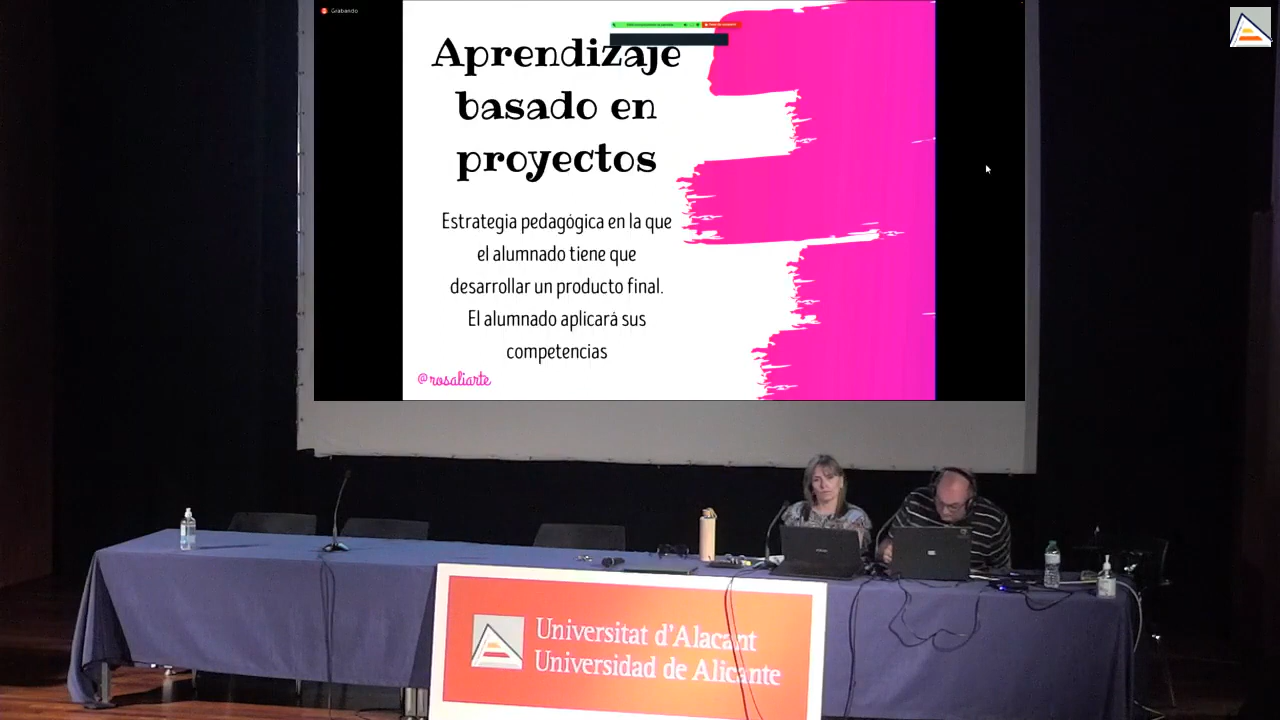 Grabando
Aprendizaje
basado en
proyectos
Estrategia pedagógica en la que
el alumnado tiene que
desarrollar un producto final.
El alumnado aplicará sus
competencias
@rosaliarte
Universitat d'Alacant
Universidad de Alicante